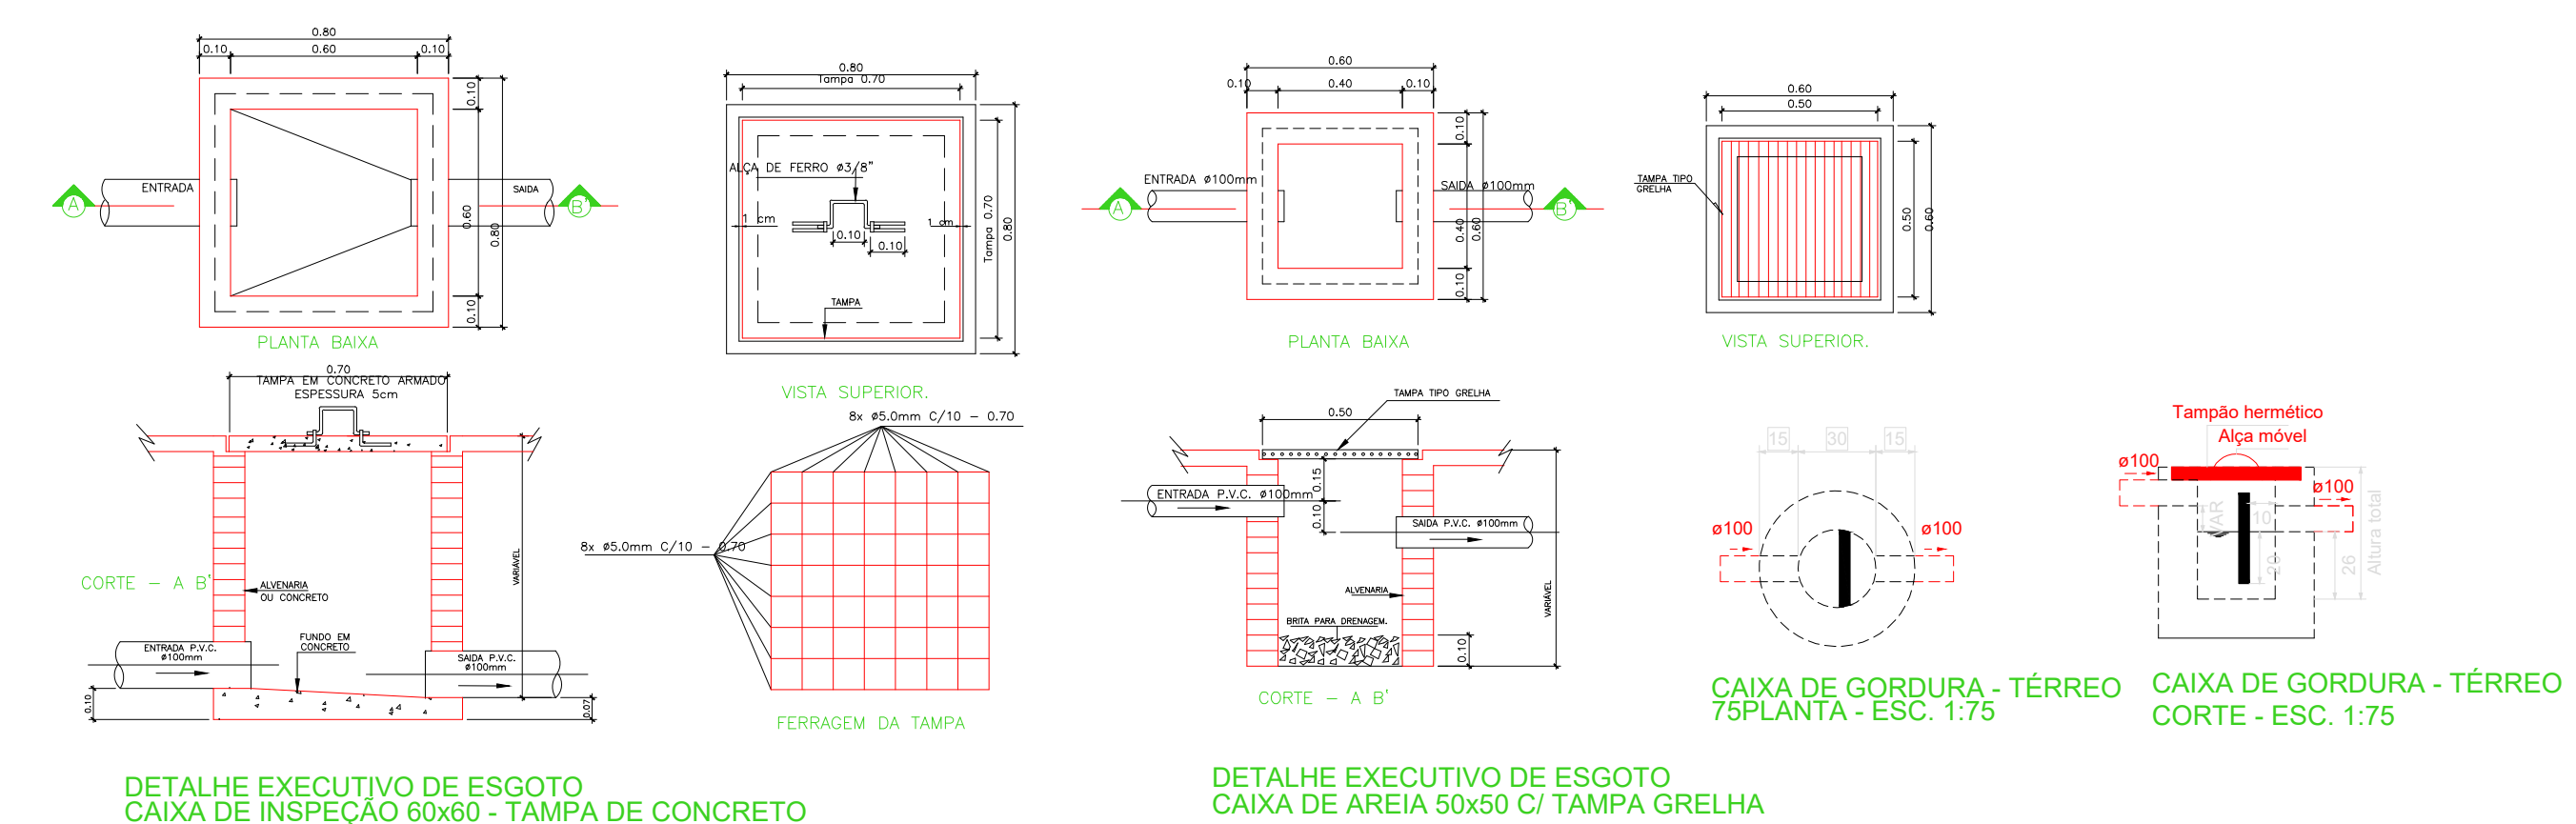 0.80
0.10
0.60
0.10
0.10
0.60
0.80
0.10
ENTRADA
SAIDA
A
B'
PLANTA BAIXA
0.80
Tampa 0.70
ALÇA DE FERRO ø3/8"
1 cm
1 cm
0.10
0.10
TAMPA
Tampa 0.70
0.80
VISTA SUPERIOR.
0.70
TAMPA EM CONCRETO ARMADO
ESPESSURA 5cm
CORTE - A B'
ALVENARIA
OU CONCRETO
VARIÁVEL
FUNDO EM
CONCRETO
ENTRADA P.V.C.
ø100mm
SAIDA P.V.C.
ø100mm
0.10
0.07
8x ø5.0mm C/10 - 0.70
8x ø5.0mm C/10 - 0.70
FERRAGEM DA TAMPA
DETALHE EXECUTIVO DE ESGOTO
CAIXA DE INSPEÇÃO 60x60 - TAMPA DE CONCRETO
0.60
0.10
0.40
0.10
0.10
0.40
0.60
0.10
ENTRADA ø100mm
SAIDA ø100mm
A
B'
PLANTA BAIXA
0.60
0.50
TAMPA TIPO
GRELHA
0.50
0.60
VISTA SUPERIOR.
TAMPA TIPO GRELHA
0.50
0.15
ENTRADA P.V.C. ø100mm
0.10
SAIDA P.V.C. ø100mm
ALVENARIA
VARIÁVEL
BRITA PARA DRENAGEM.
0.10
CORTE - A B'
DETALHE EXECUTIVO DE ESGOTO
CAIXA DE AREIA 50x50 C/ TAMPA GRELHA
15
30
15
ø100
ø100
CAIXA DE GORDURA - TÉRREO
75PLANTA - ESC. 1:75
Tampão hermético
Alça móvel
ø100
ø100
VAR
10
20
26
Altura total
CAIXA DE GORDURA - TÉRREO
CORTE - ESC. 1:75